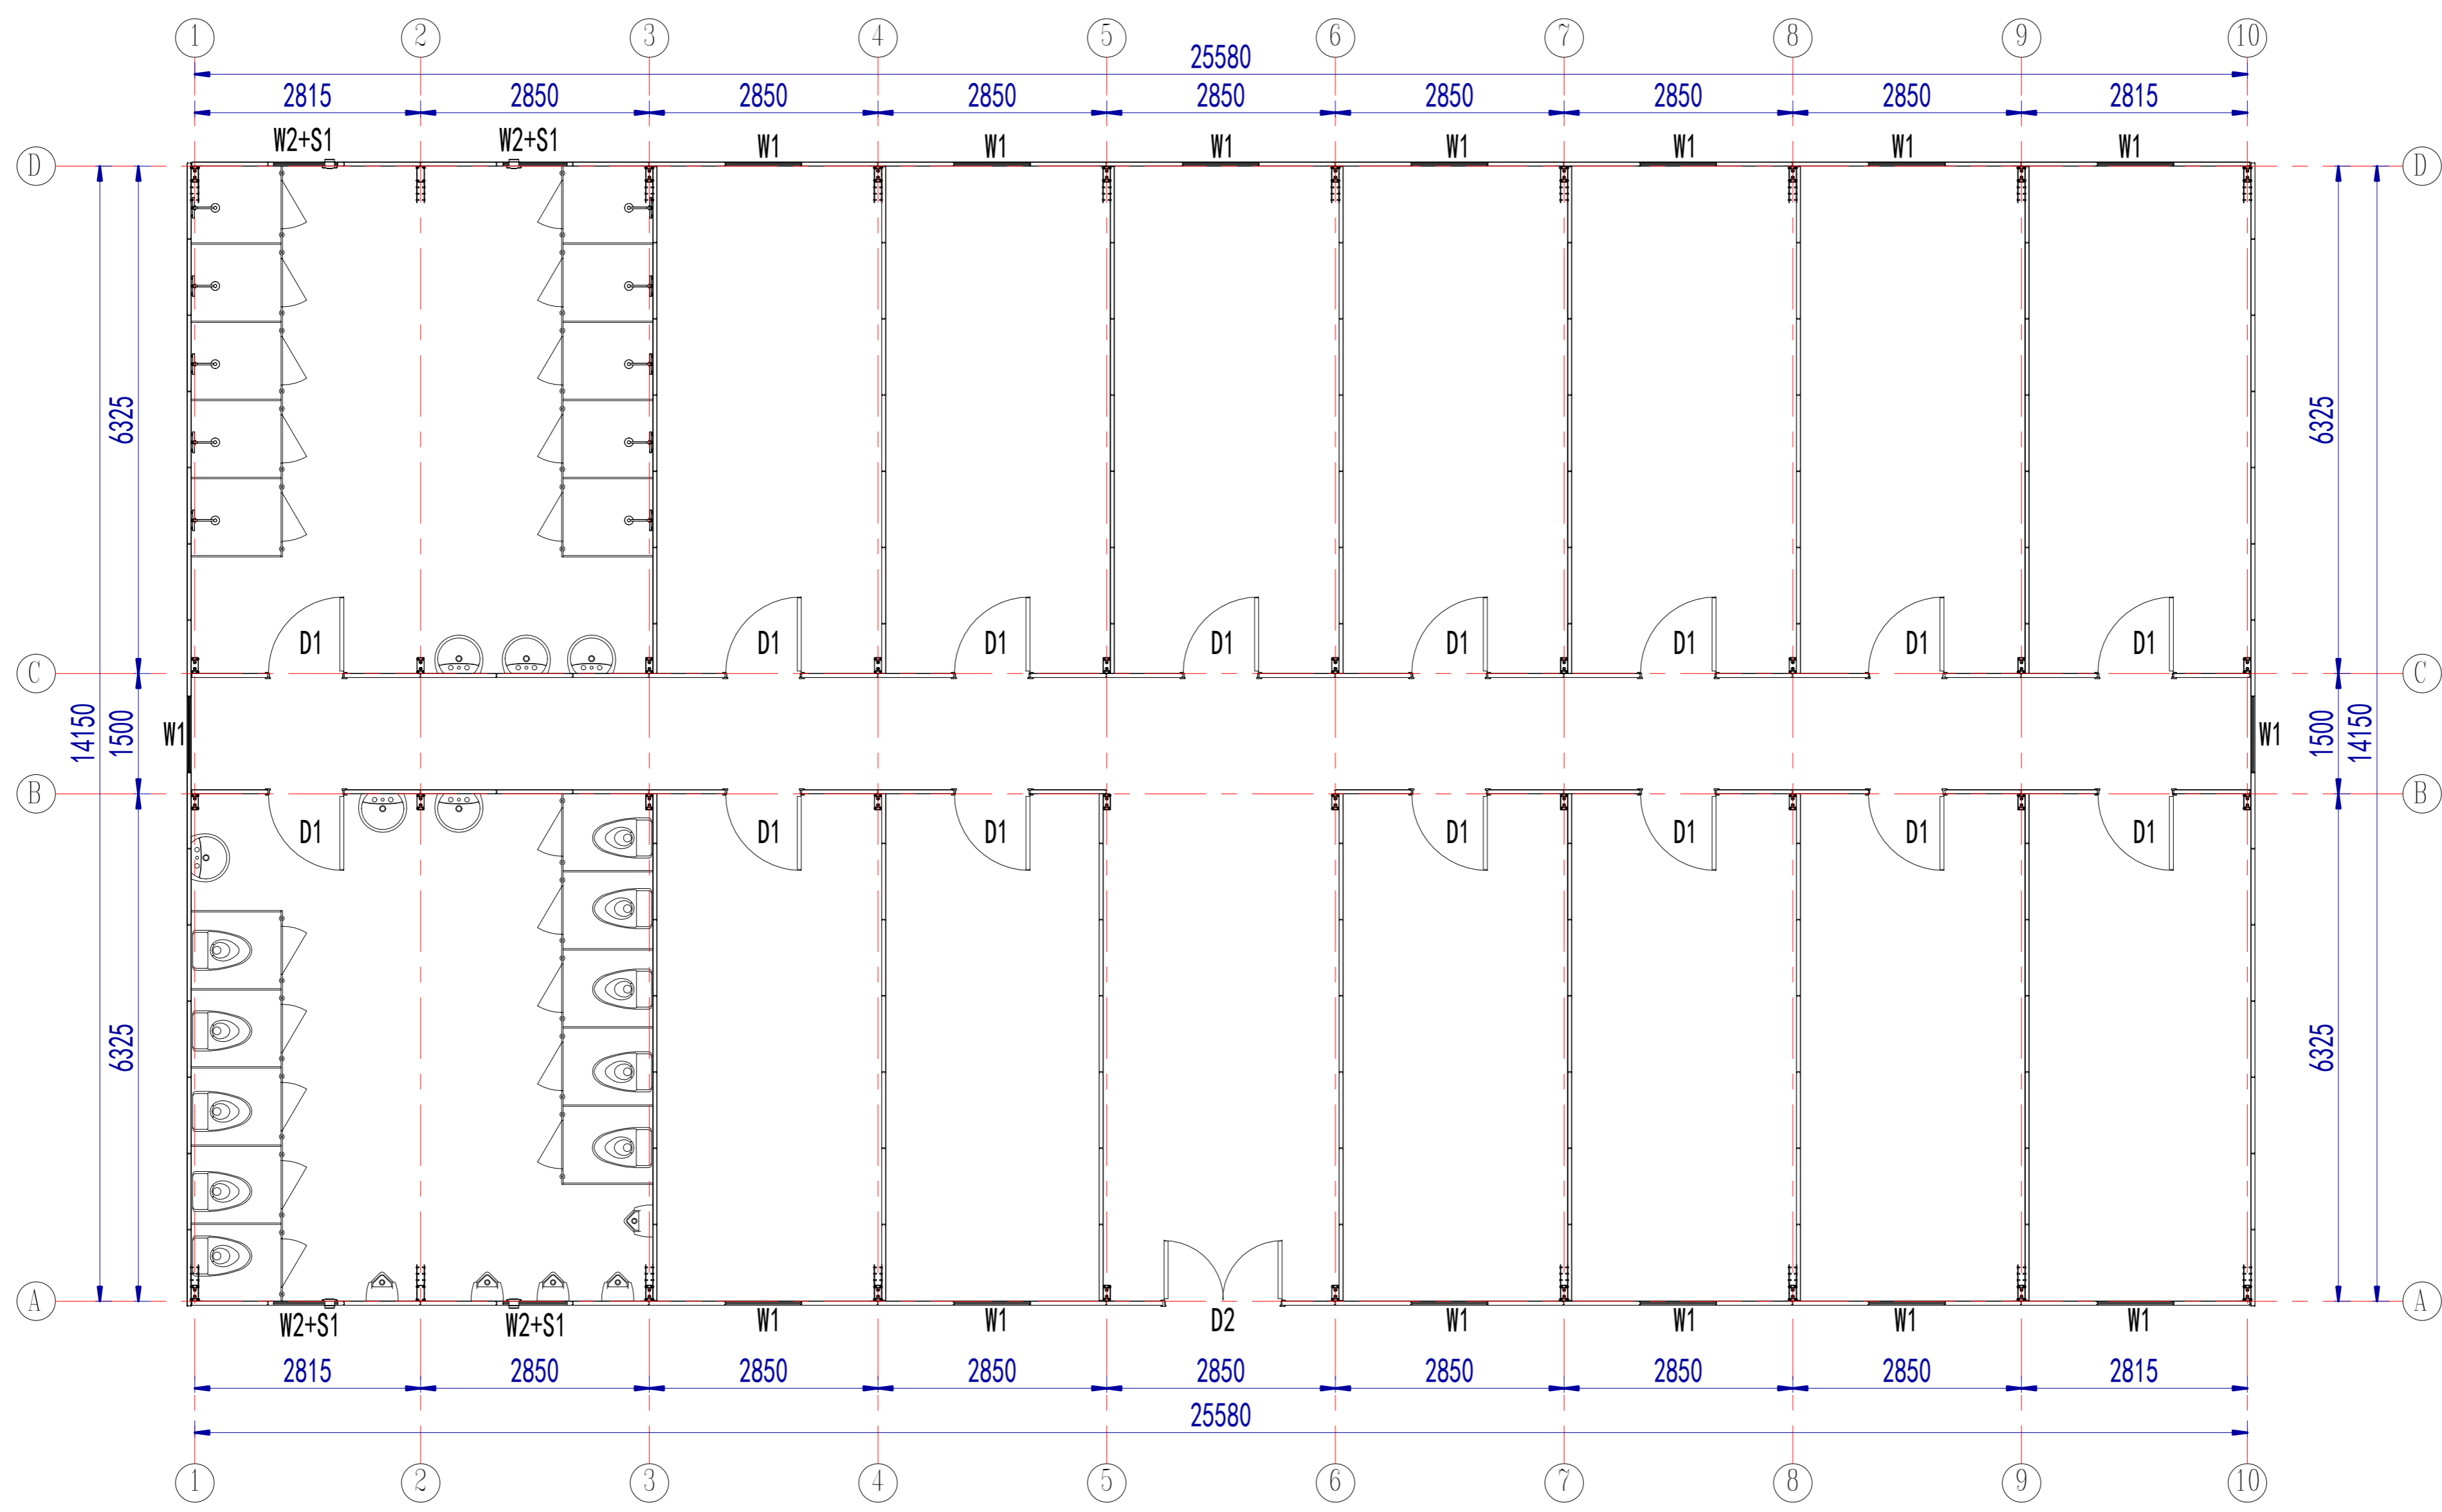 1 2 3 4 5 6 7 8 9 10
25580
2815 2850 2850 2850 2850 2850 2850 2850 2815
W2+S1 W2+S1 W1 W1 W1 W1 W1 W1 W1
D D
6325 6325
D1 D1 D1 D1 D1 D1 D1 D1
C C
14150 1500 W1 W1 1500 14150
B B
D1 D1 D1 D1 D1 D1 D1
6325 6325
A A
W2+S1 W2+S1 W1 W1 D2 W1 W1 W1 W1
2815 2850 2850 2850 2850 2850 2850 2850 2815
25580
1 2 3 4 5 6 7 8 9 10